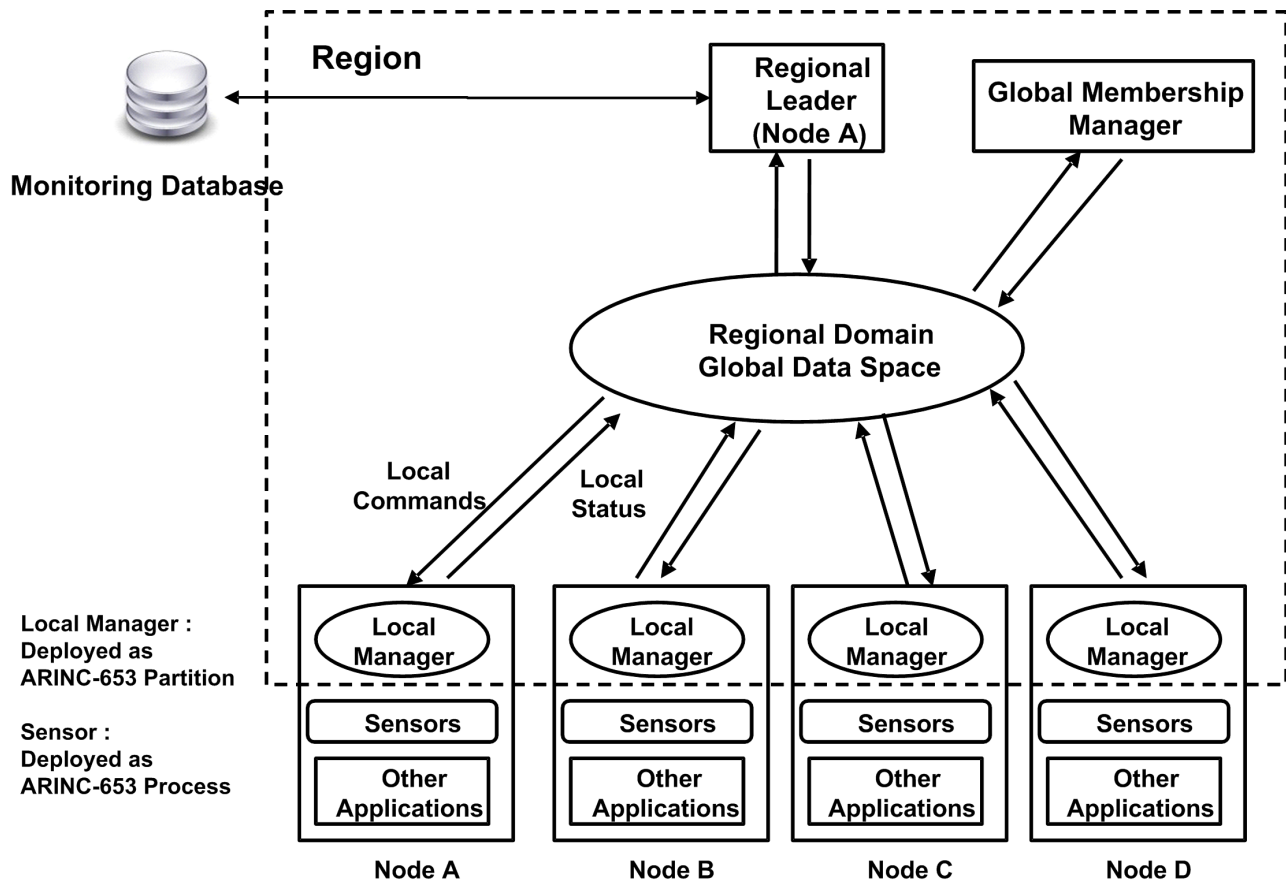 Region
Regional
Leader
(Node A)
Global Membership
Manager
Monitoring Database
Regional Domain
Global Data Space
Local
Commands
Local
Status
Local Manager :
Deployed as
ARINC-653 Partition
Sensor :
Deployed as
ARINC-653 Process
Local
Manager
Sensors
Other
Applications
Node A
Local
Manager
Sensors
Other
Applications
Node B
Local
Manager
Sensors
Other
Applications
Node C
Local
Manager
Sensors
Other
Applications
Node D